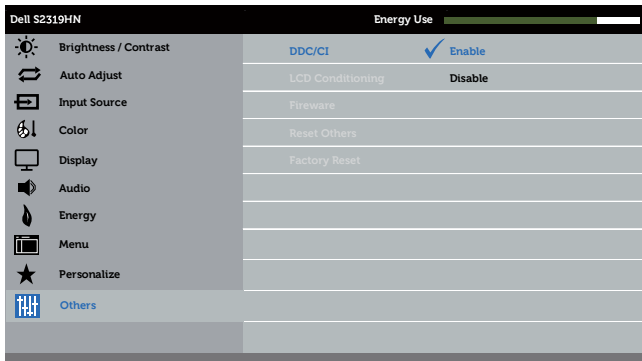 Dell S2319HN Energy Use
Brightness / Contrast DDC/CI Enable
Auto Adjust LCD Conditioning Disable
Input Source Fireware
Color Reset Others
Display Factory Reset
Audio
Energy
Menu
Personalize
Others